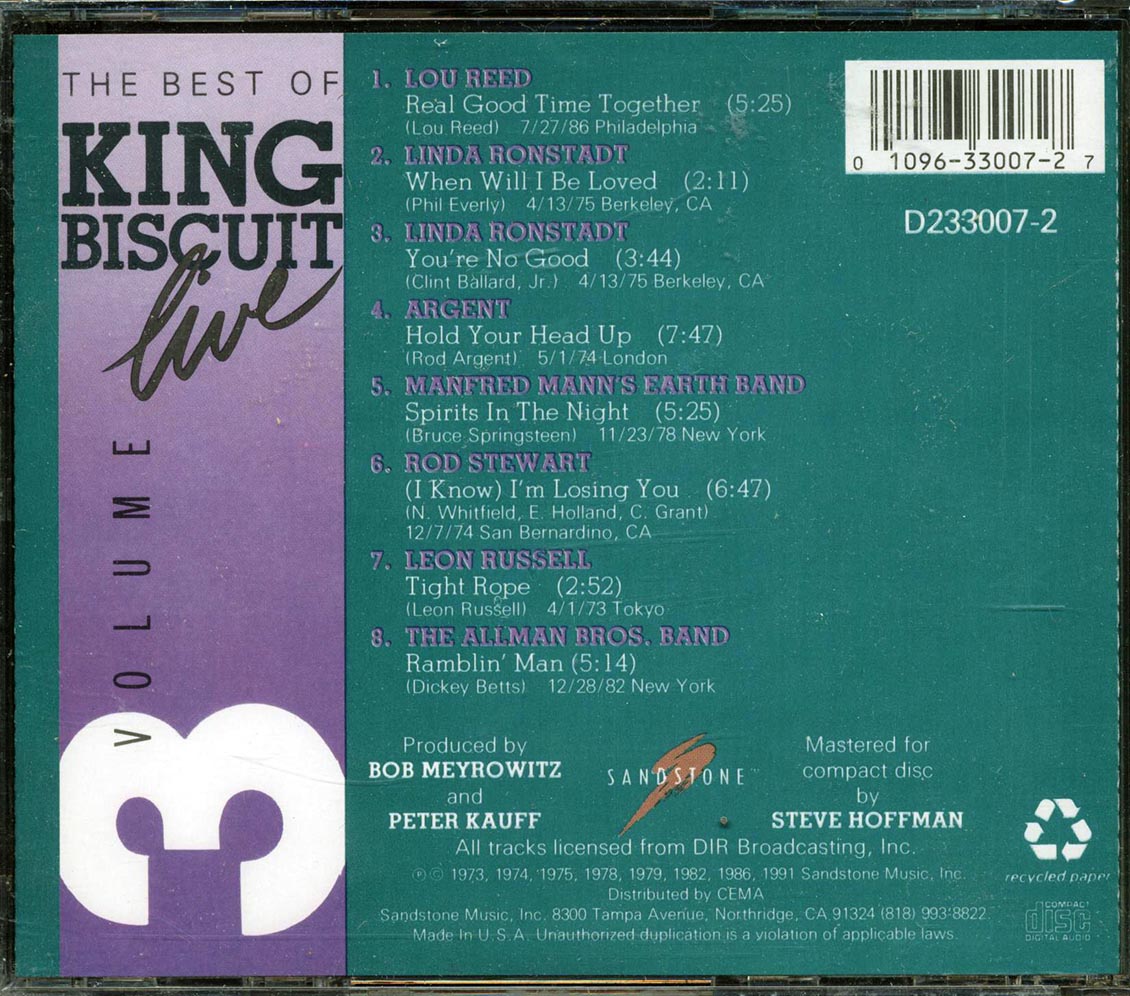 THE BEST OF
KING
BISCUIT
live
VOLUME
3
1. LOU REED
Real Good Time Together (5:25)
(Lou Reed) 7/27/86 Philadelphia
2. LINDA RONSTADT
When Will I Be Loved (2:11)
(Phil Everly) 4/13/75 Berkeley, CA
3. LINDA RONSTADT
You're No Good (3:44)
(Clint Ballard, Jr.) 4/13/75 Berkeley, CA
4. ARGENT
Hold Your Head Up (7:47)
(Rod Argent) 5/1/74 London
5. MANFRED MANN'S EARTH BAND
Spirits In The Night (5:25)
(Bruce Springsteen) 11/23/78 New York
6. ROD STEWART
(I Know) I'm Losing You (6:47)
(N. Whitfield, E. Holland, C. Grant)
12/7/74 San Bernardino, CA
7. LEON RUSSELL
Tight Rope (2:52)
(Leon Russell) 4/1/73 Tokyo
8. THE ALLMAN BROS. BAND
Ramblin' Man (5:14)
(Dickey Betts) 12/28/82 New York
0 1096-33007-2 7
D233007-2
Produced by
BOB MEYROWITZ
and
PETER KAUFF
SANDSTONE™
Mastered for
compact disc
by
STEVE HOFFMAN
All tracks licensed from DIR Broadcasting, Inc.
℗ © 1973, 1974, 1975, 1978, 1979, 1982, 1986, 1991 Sandstone Music, Inc.
Distributed by CEMA
Sandstone Music, Inc. 8300 Tampa Avenue, Northridge, CA 91324 (818) 993-8822
Made in U.S.A. Unauthorized duplication is a violation of applicable laws.
recycled paper
COMPACT
disc
DIGITAL AUDIO